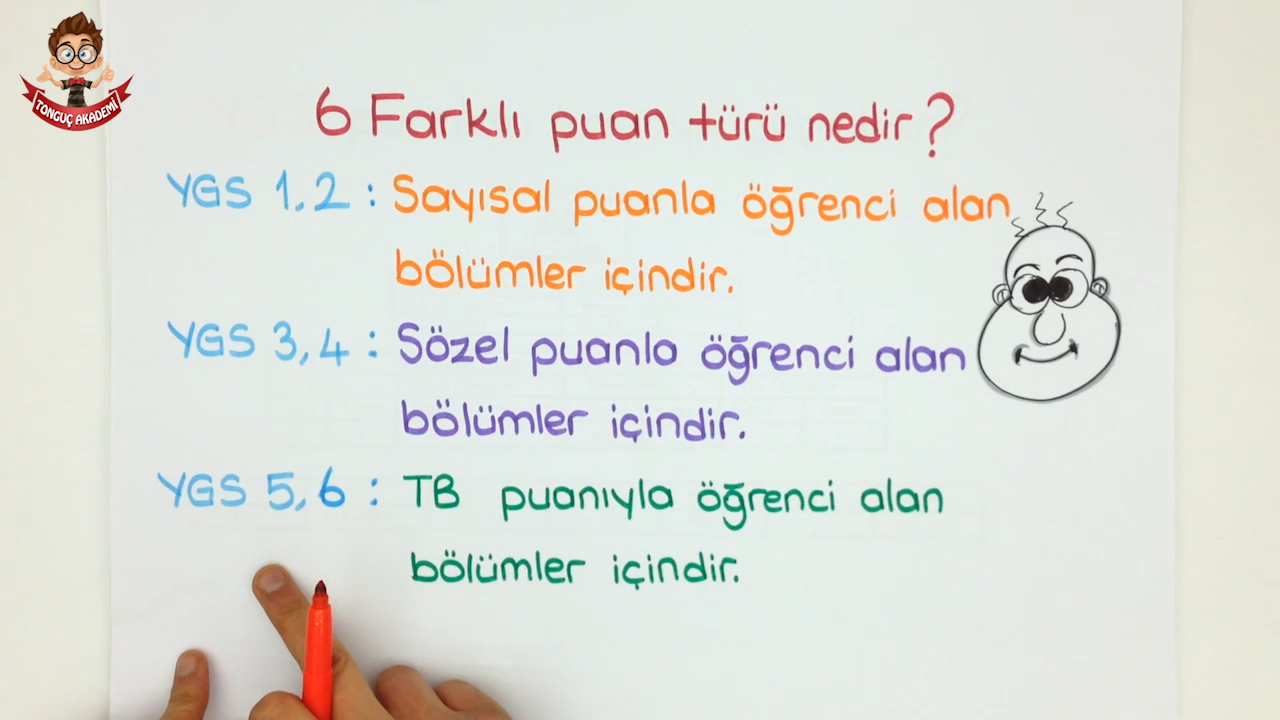 TONGUÇ AKADEMİ
6 Farklı puan türü nedir?
YGS 1,2 : Sayısal puanla öğrenci alan
bölümler içindir.
YGS 3,4 : Sözel puanla öğrenci alan
bölümler içindir.
YGS 5,6 : TB puanıyla öğrenci alan
bölümler içindir.